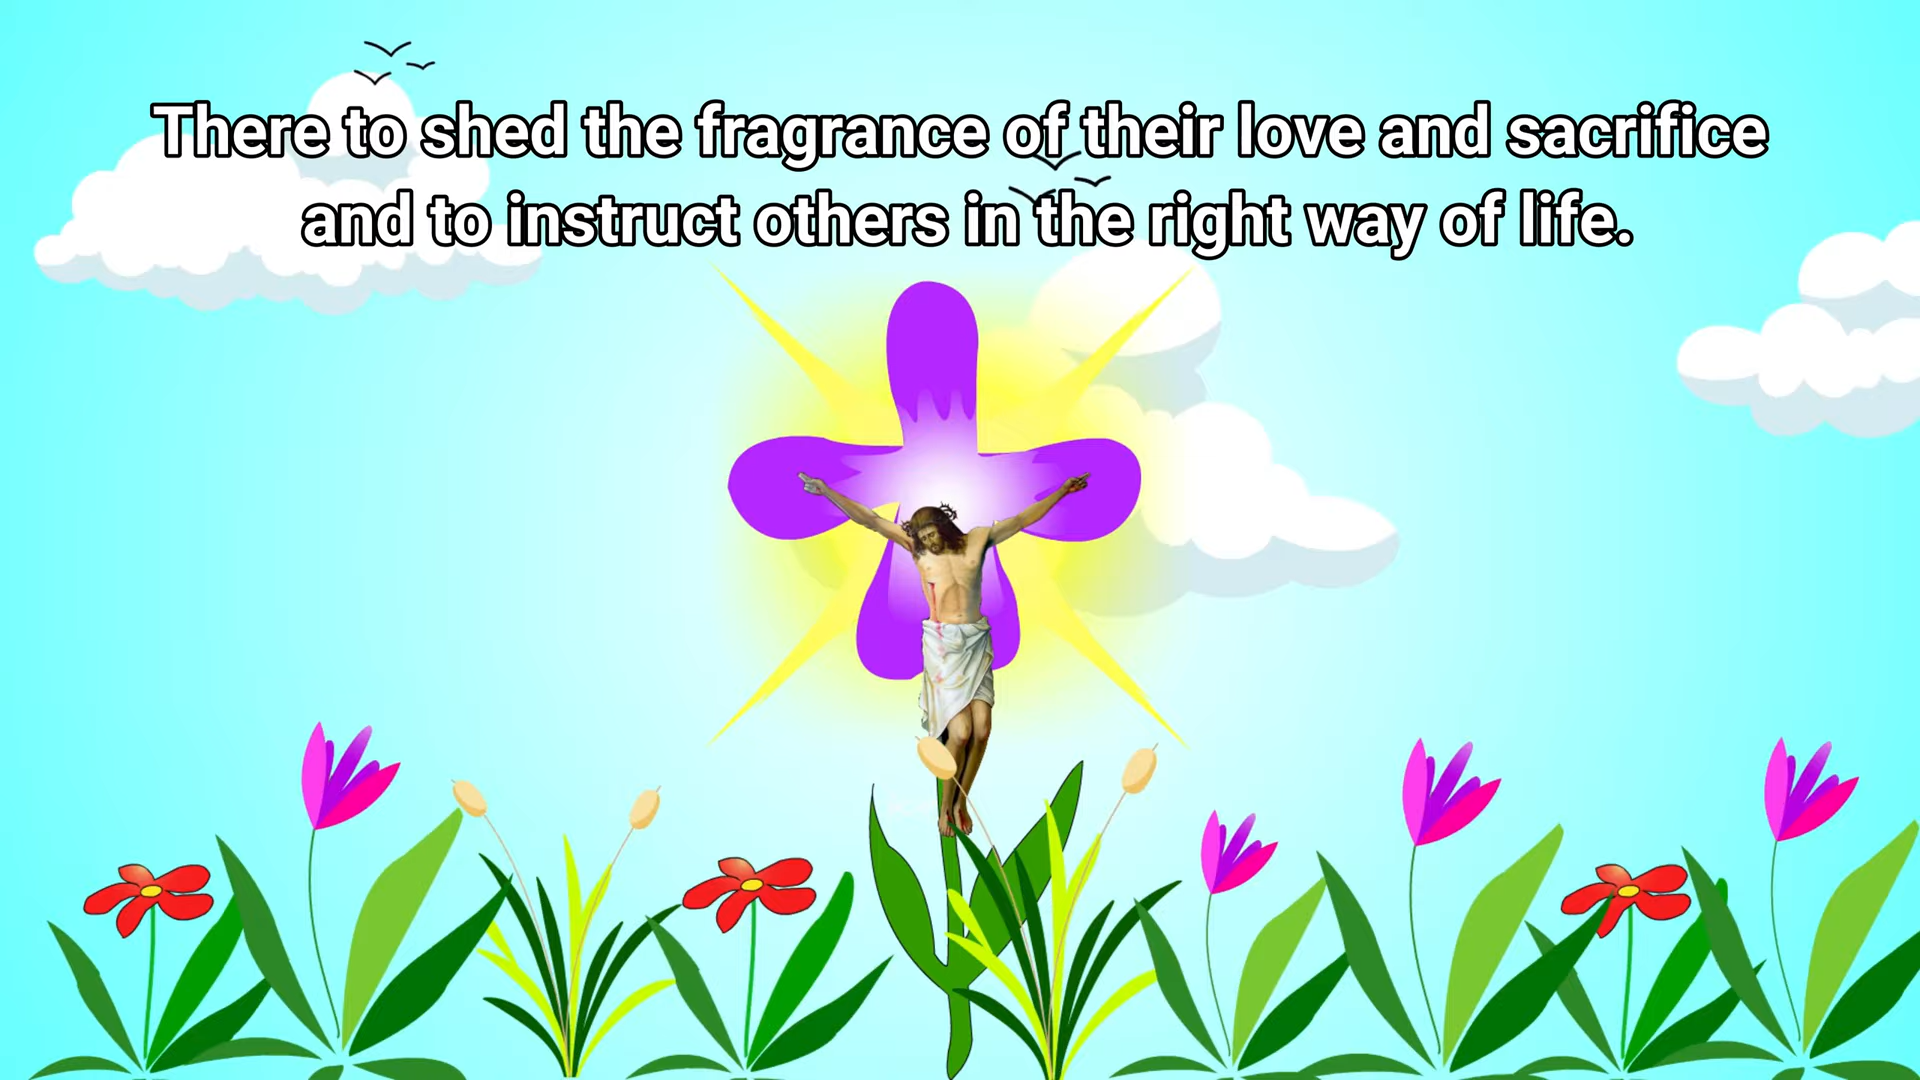 There to shed the fragrance of their love and sacrifice
and to instruct others in the right way of life.